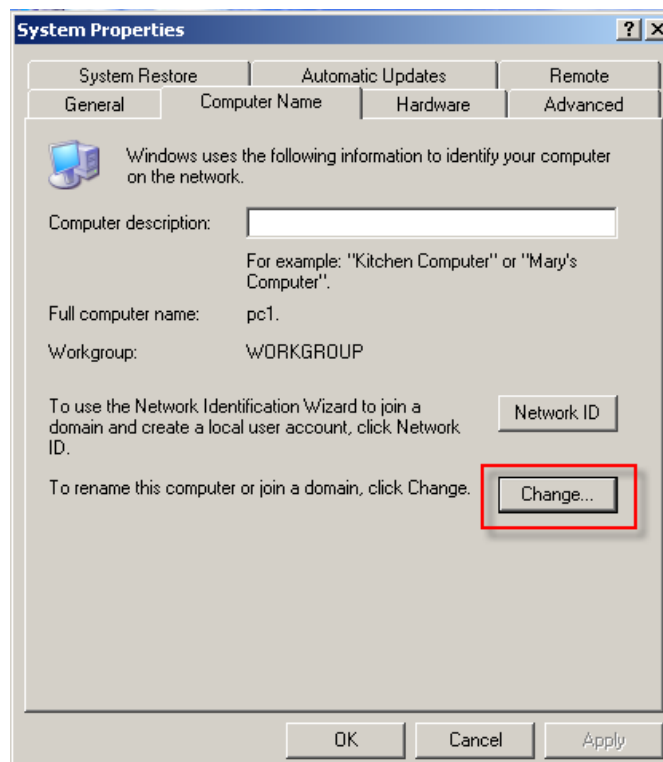 System Properties
System Restore Automatic Updates Remote
General Computer Name Hardware Advanced
Windows uses the following information to identify your computer
on the network.
Computer description:
For example: "Kitchen Computer" or "Mary's
Computer".
Full computer name: pc1.
Workgroup: WORKGROUP
To use the Network Identification Wizard to join a
domain and create a local user account, click Network
ID.
Network ID
To rename this computer or join a domain, click Change.
Change...
OK Cancel Apply